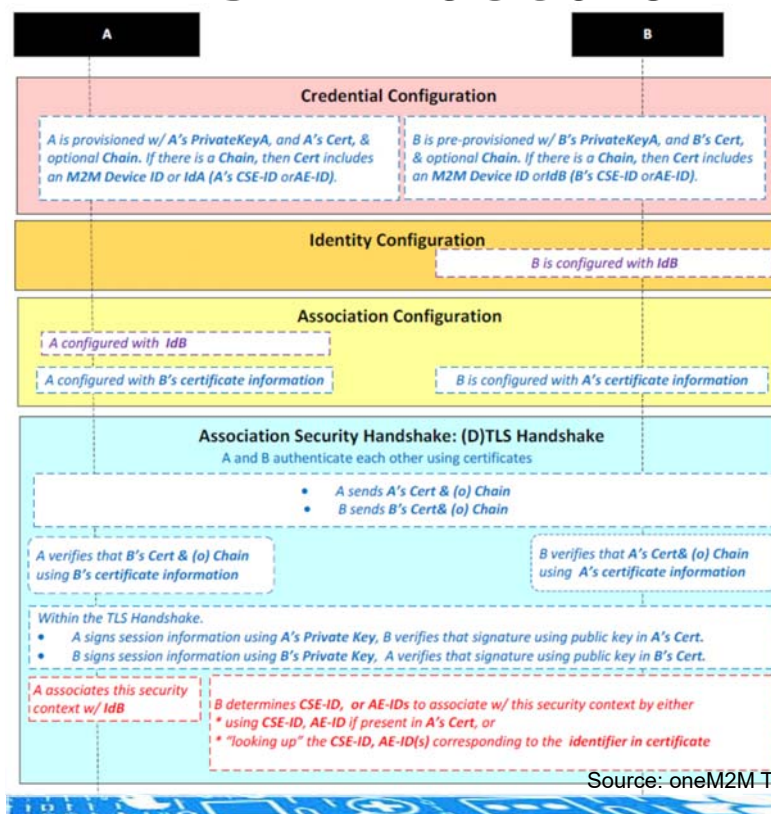 A
B
Credential Configuration
A is provisioned w/ A's PrivateKeyA, and A's Cert, &
optional Chain. If there is a Chain, then Cert includes
an M2M Device ID or IdA (A's CSE-ID orAE-ID).
B is pre-provisioned w/ B's PrivateKeyA, and B's Cert,
& optional Chain. If there is a Chain, then Cert includes
an M2M Device ID orIdB (B's CSE-ID orAE-ID).
Identity Configuration
B is configured with IdB
Association Configuration
A configured with IdB
A configured with B's certificate information
B is configured with A's certificate information
Association Security Handshake: (D)TLS Handshake
A and B authenticate each other using certificates
• A sends A's Cert & (o) Chain
• B sends B's Cert& (o) Chain
A verifies that B's Cert & (o) Chain
using B's certificate information
B verifies that A's Cert& (o) Chain
using A's certificate information
Within the TLS Handshake.
• A signs session information using A's Private Key, B verifies that signature using public key in A's Cert.
• B signs session information using B's Private Key, A verifies that signature using public key in B's Cert.
A associates this security
context w/ IdB
B determines CSE-ID, or AE-IDs to associate w/ this security context by either
* using CSE-ID, AE-ID if present in A's Cert, or
* "looking up" the CSE-ID, AE-ID(s) corresponding to the identifier in certificate
Source: oneM2M T